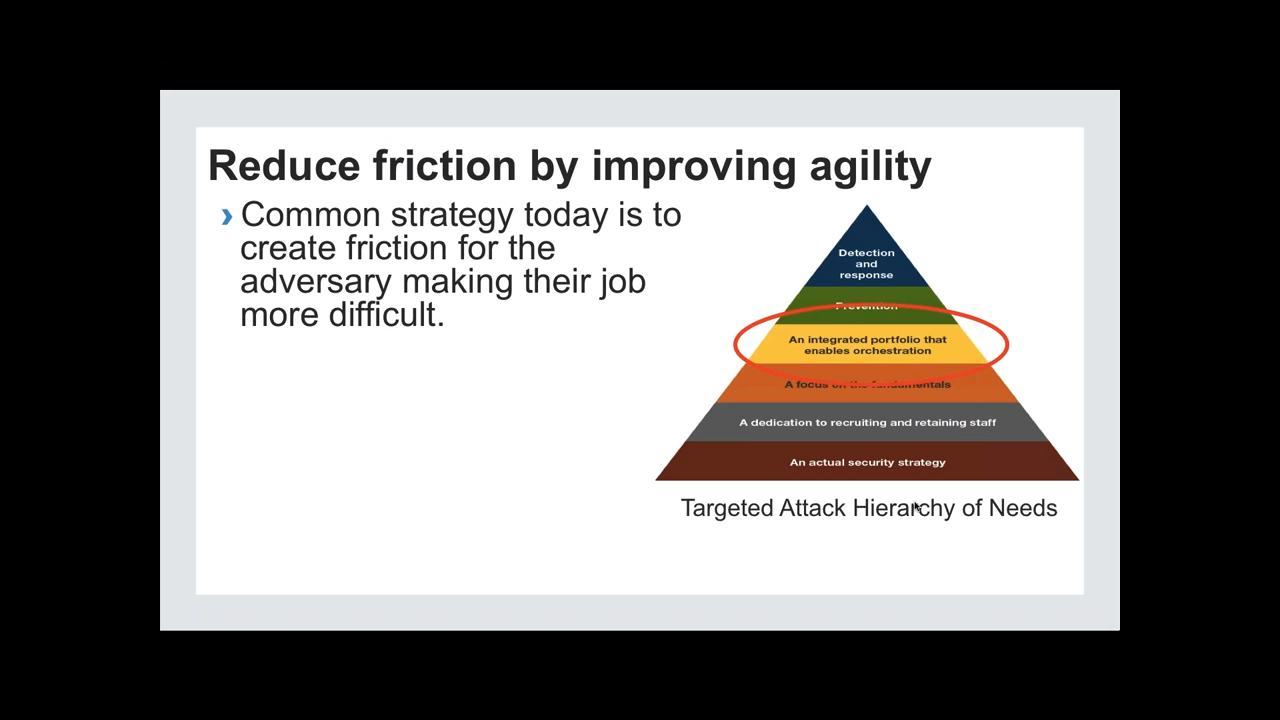 Reduce friction by improving agility
› Common strategy today is to
create friction for the
adversary making their job
more difficult.
Detection
and
response
Prevention
An integrated portfolio that
enables orchestration
A focus on the fundamentals
A dedication to recruiting and retaining staff
An actual security strategy
Targeted Attack Hierarchy of Needs